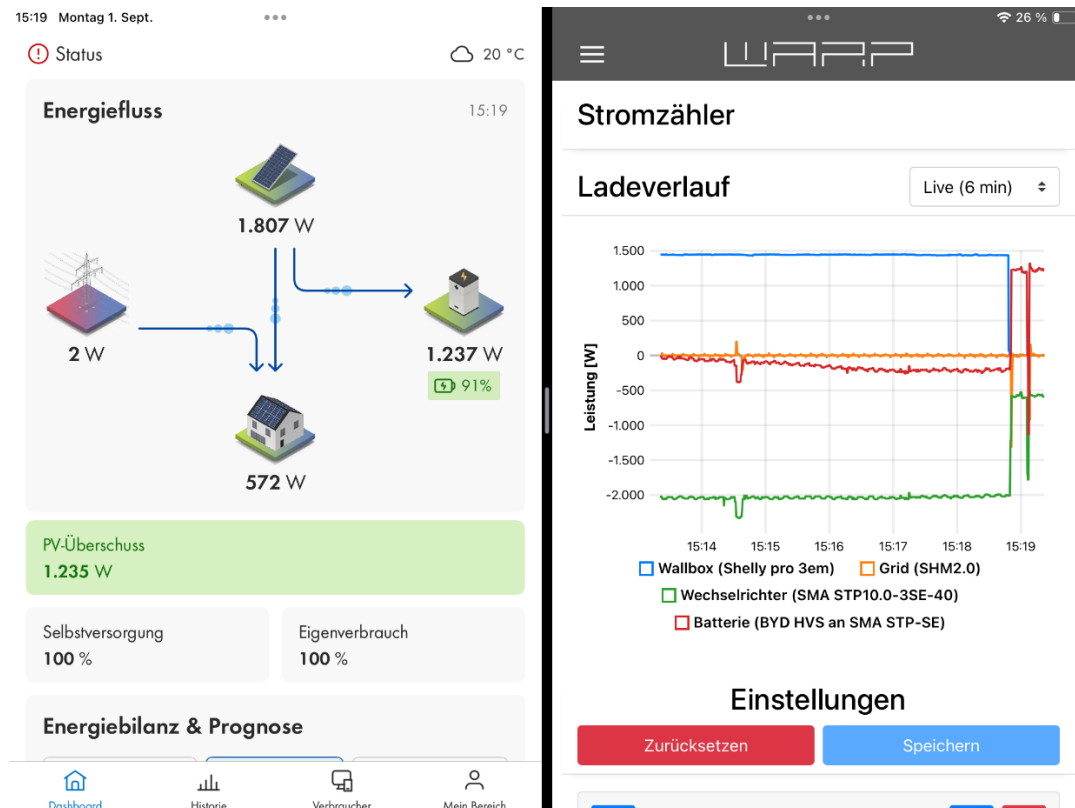 15:19 Montag 1. Sept.
Status
20 °C
Energiefluss
15:19
1.807 W
2 W
1.237 W
91%
572 W
PV-Überschuss
1.235 W
Selbstversorgung
100 %
Eigenverbrauch
100 %
Energiebilanz & Prognose
Dashboard
Historie
Verbraucher
Mein Bereich
26 %
WARP
Stromzähler
Ladeverlauf
Live (6 min)
Leistung [W]
1.500
1.000
500
0
-500
-1.000
-1.500
-2.000
15:14 15:15 15:16 15:17 15:18 15:19
Wallbox (Shelly pro 3em) Grid (SHM2.0)
Wechselrichter (SMA STP10.0-3SE-40)
Batterie (BYD HVS an SMA STP-SE)
Einstellungen
Zurücksetzen
Speichern